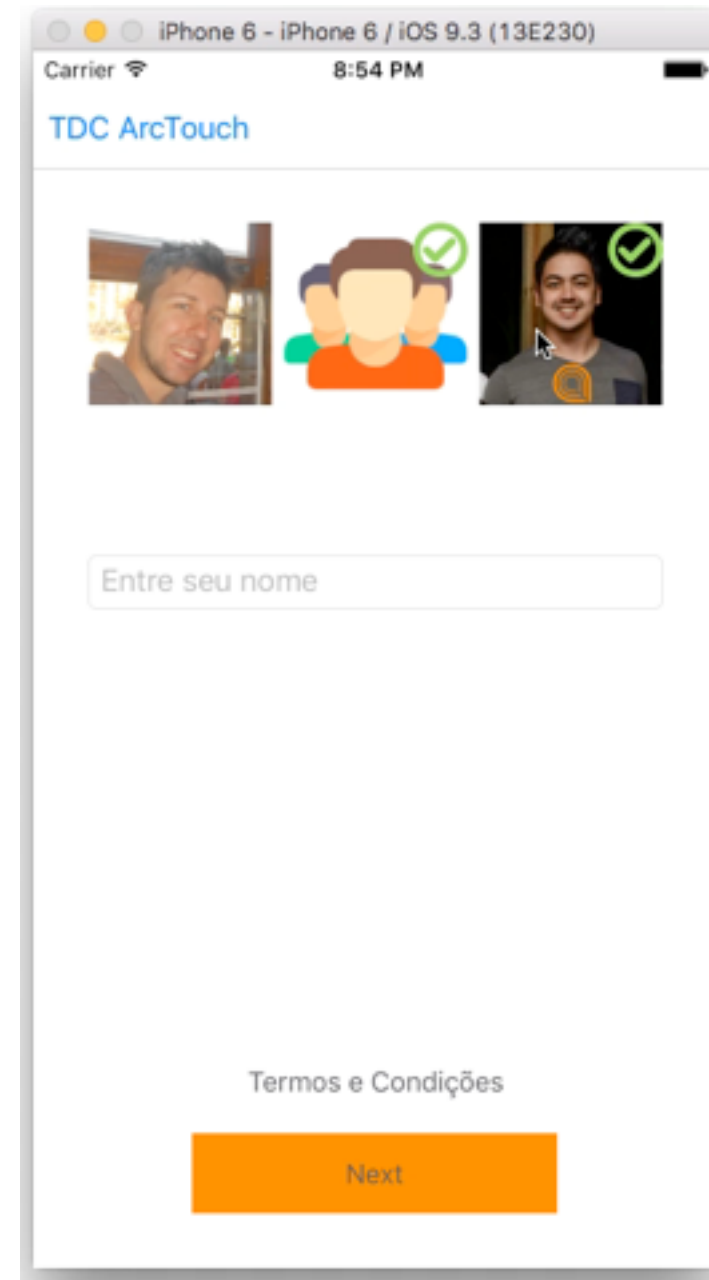 iPhone 6 - iPhone 6 / iOS 9.3 (13E230)
Carrier 8:54 PM
TDC ArcTouch
Entre seu nome
Termos e Condições
Next